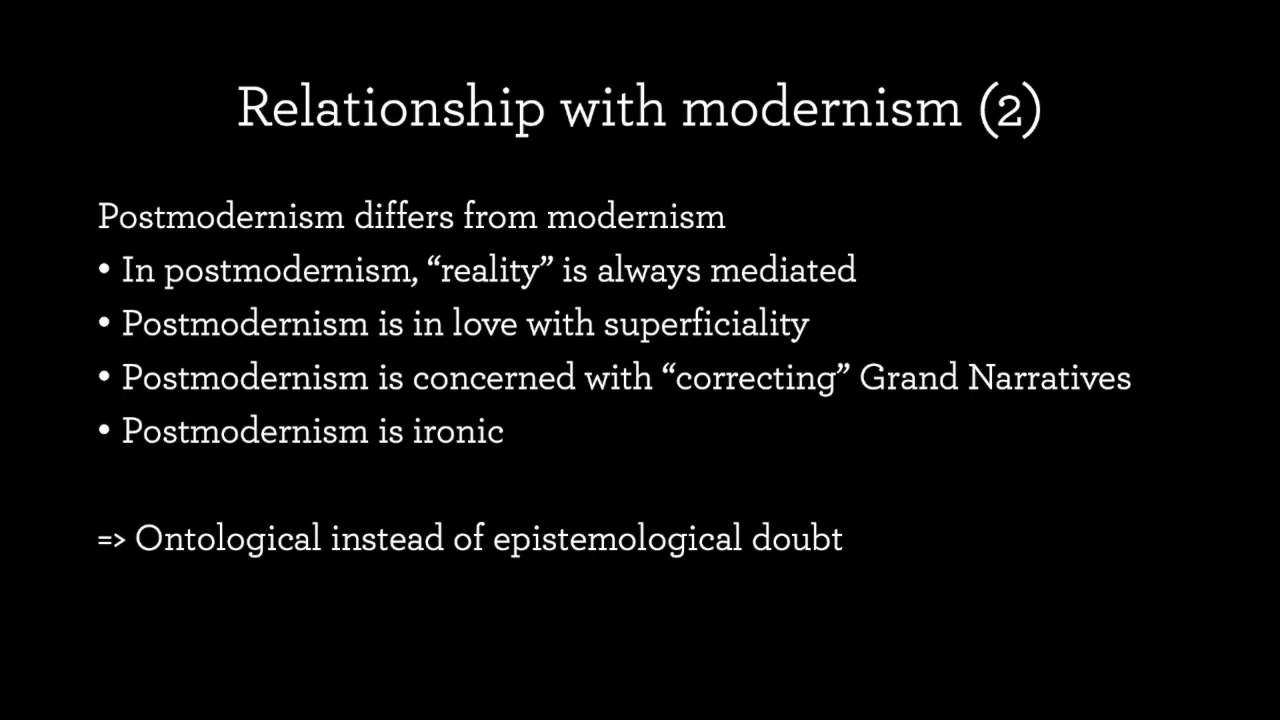 Relationship with modernism (2)
Postmodernism differs from modernism
• In postmodernism, “reality” is always mediated
• Postmodernism is in love with superficiality
• Postmodernism is concerned with “correcting” Grand Narratives
• Postmodernism is ironic
=> Ontological instead of epistemological doubt